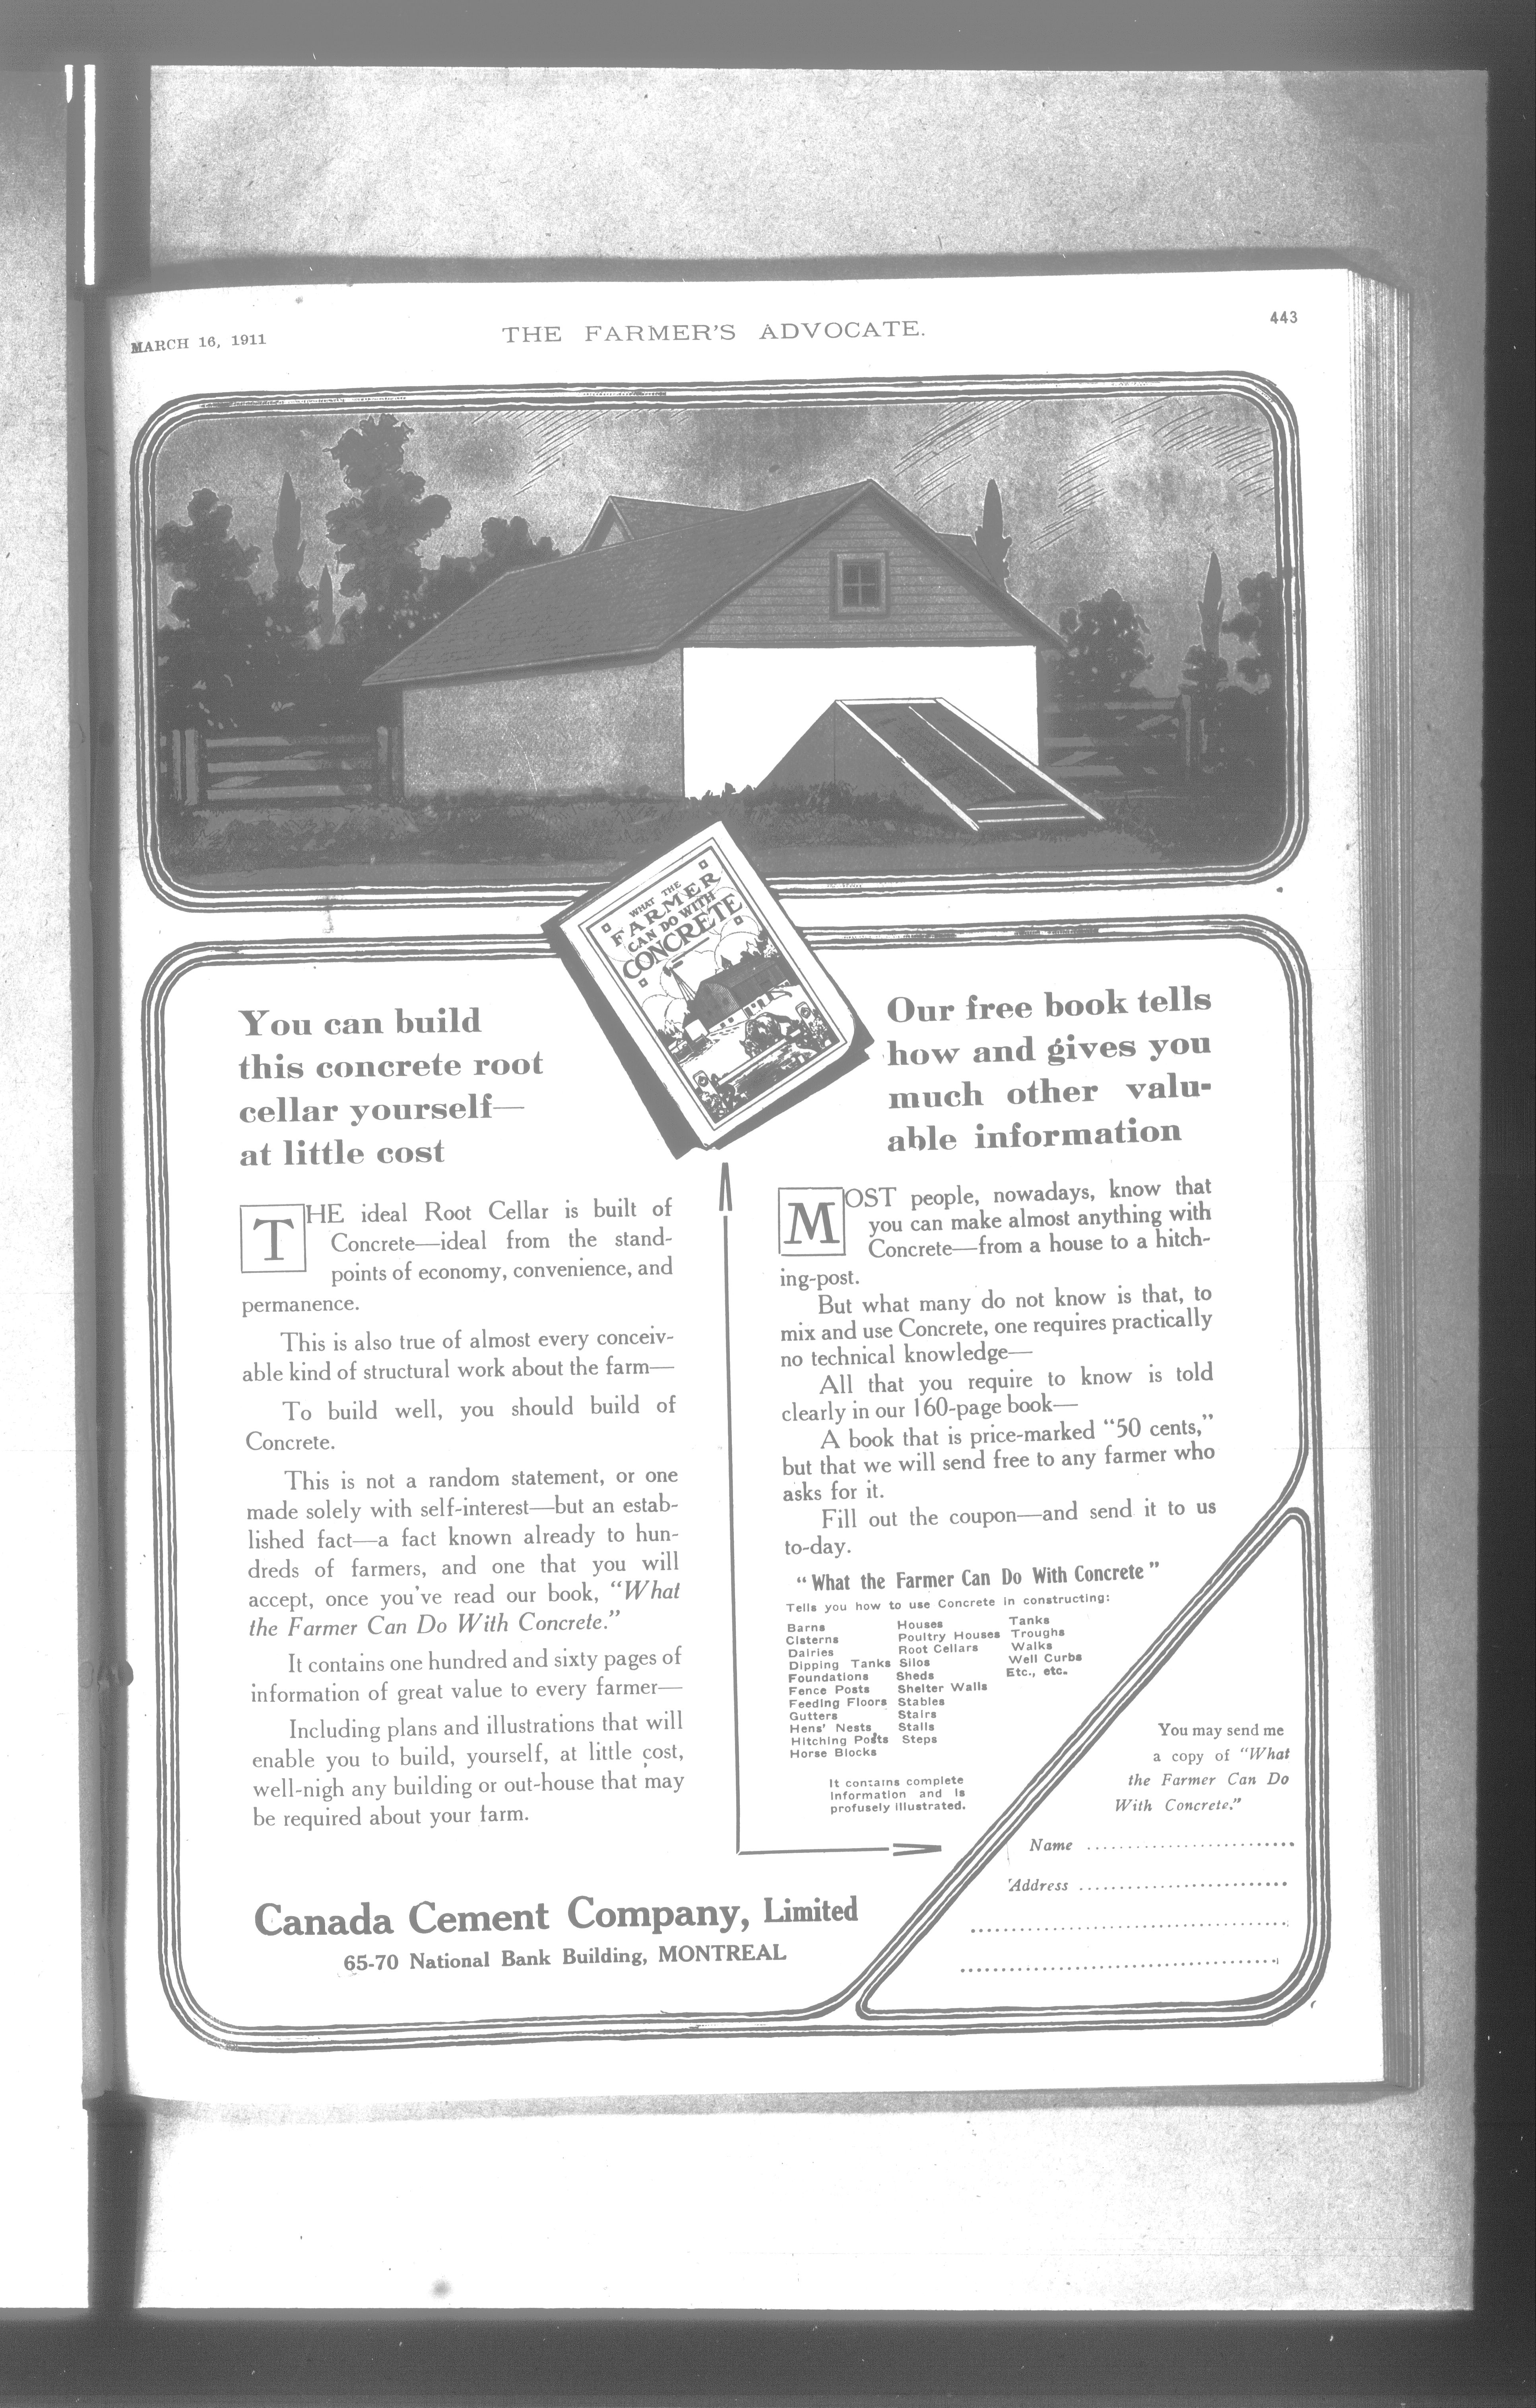 MARCH 16, 1911
THE FARMER'S ADVOCATE.
443
WHAT THE
FARMER
CAN DO WITH
CONCRETE
You can build
this concrete root
cellar yourself—
at little cost
THE ideal Root Cellar is built of
Concrete—ideal from the stand-
points of economy, convenience, and
permanence.
This is also true of almost every conceiv-
able kind of structural work about the farm—
To build well, you should build of
Concrete.
This is not a random statement, or one
made solely with self-interest—but an estab-
lished fact—a fact known already to hun-
dreds of farmers, and one that you will
accept, once you've read our book, "What
the Farmer Can Do With Concrete."
It contains one hundred and sixty pages of
information of great value to every farmer—
Including plans and illustrations that will
enable you to build, yourself, at little cost,
well-nigh any building or out-house that may
be required about your farm.
Our free book tells
how and gives you
much other valu-
able information
MOST people, nowadays, know that
you can make almost anything with
Concrete—from a house to a hitch-
ing-post.
But what many do not know is that, to
mix and use Concrete, one requires practically
no technical knowledge—
All that you require to know is told
clearly in our 160-page book—
A book that is price-marked "50 cents,"
but that we will send free to any farmer who
asks for it.
Fill out the coupon—and send it to us
to-day.
"What the Farmer Can Do With Concrete"
Tells you how to use Concrete in constructing:
Barns
Cisterns
Dairies
Dipping Tanks
Foundations
Fence Posts
Feeding Floors
Gutters
Hens' Nests
Hitching Posts
Horse Blocks
Houses
Poultry Houses
Root Cellars
Silos
Sheds
Shelter Walls
Stables
Stairs
Stalls
Steps
Tanks
Troughs
Walks
Well Curbs
Etc., etc.
It contains complete
information and is
profusely illustrated.
You may send me
a copy of "What
the Farmer Can Do
With Concrete."
Name
Address
Canada Cement Company, Limited
65-70 National Bank Building, MONTREAL